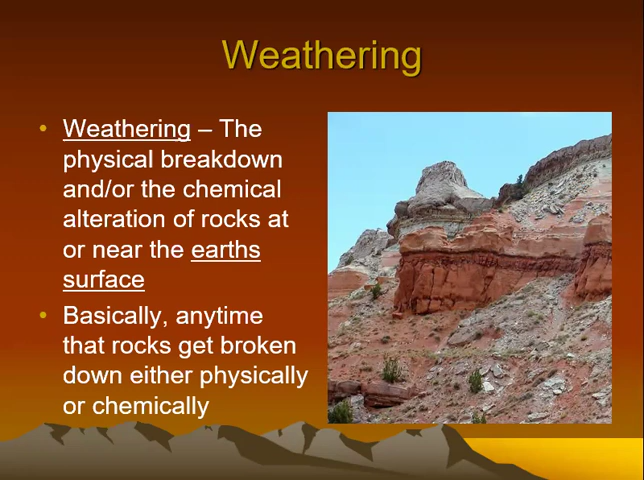 Weathering
• Weathering – The
physical breakdown
and/or the chemical
alteration of rocks at
or near the earths
surface
• Basically, anytime
that rocks get broken
down either physically
or chemically